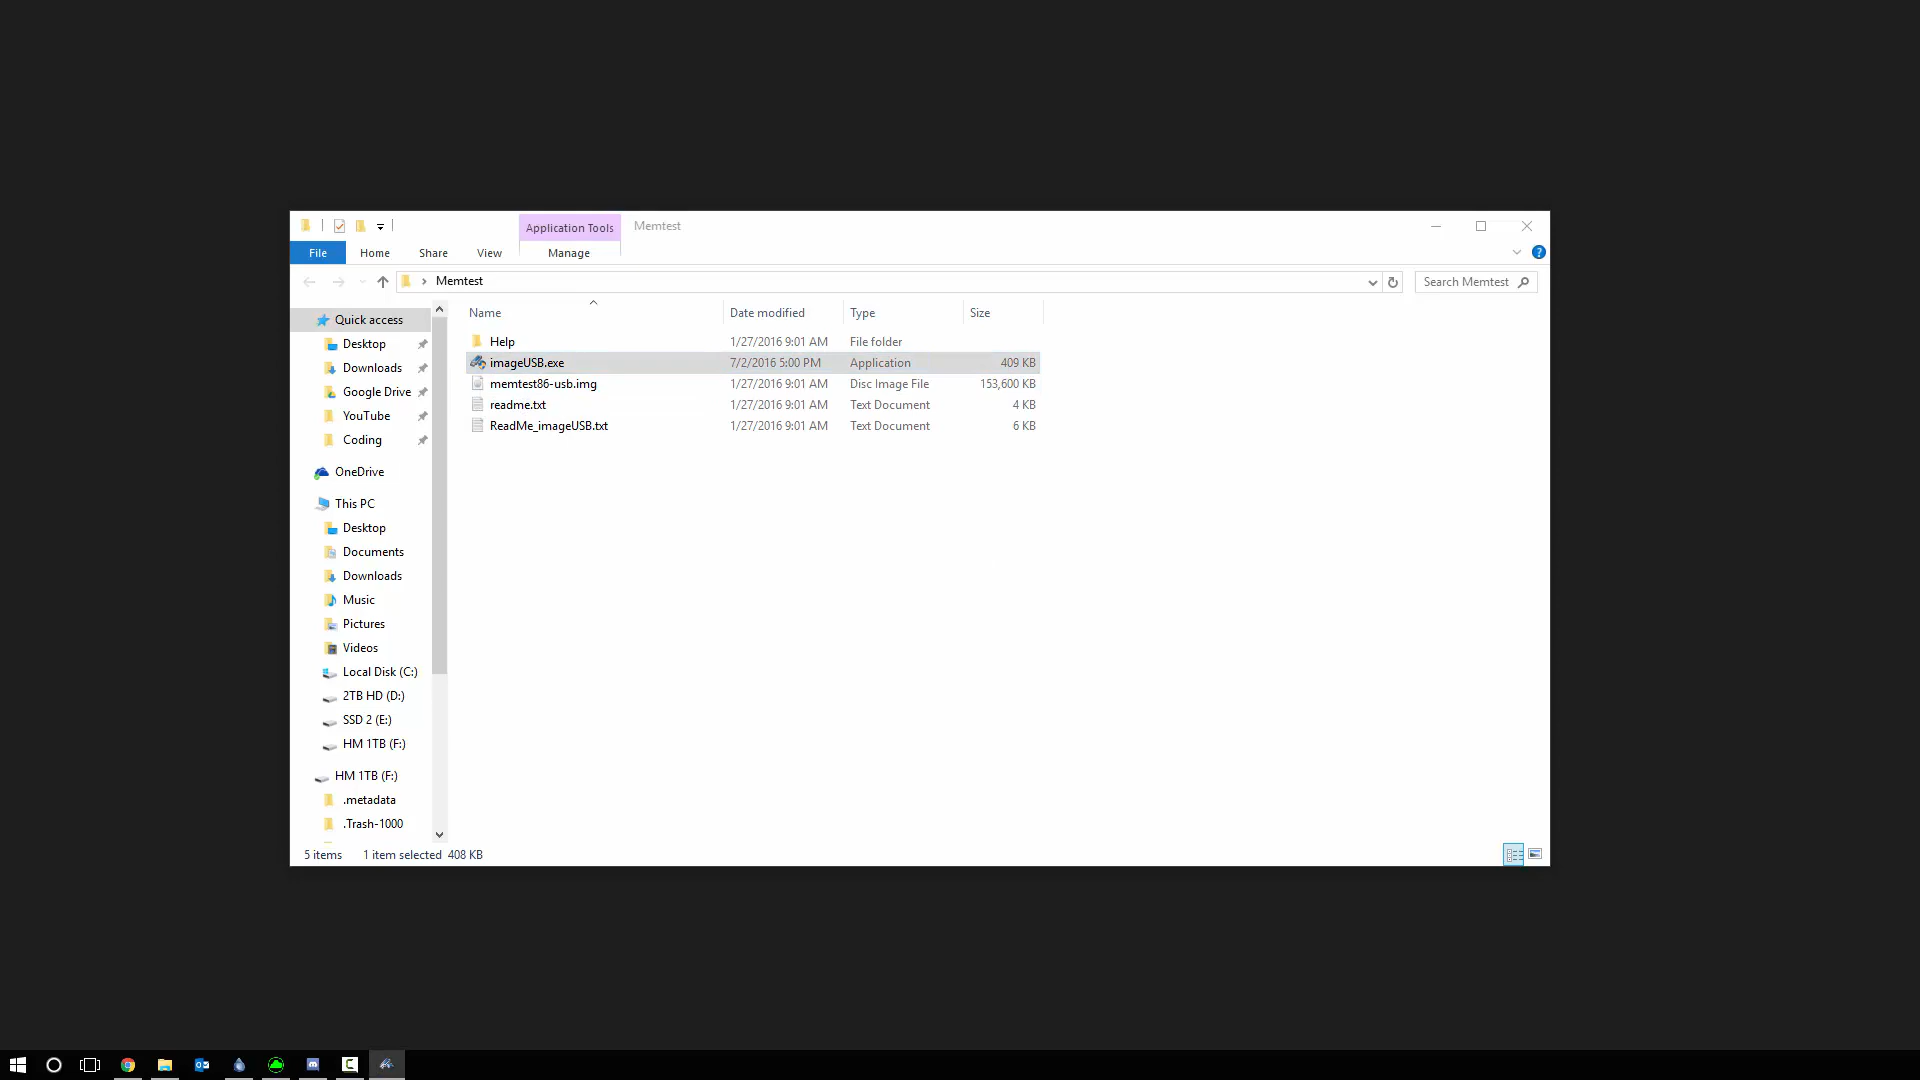 Application Tools Memtest
File Home Share View Manage
Memtest Search Memtest
Name Date modified Type Size
Help 1/27/2016 9:01 AM File folder
imageUSB.exe 7/2/2016 5:00 PM Application 409 KB
memtest86-usb.img 1/27/2016 9:01 AM Disc Image File 153,600 KB
readme.txt 1/27/2016 9:01 AM Text Document 4 KB
ReadMe_imageUSB.txt 1/27/2016 9:01 AM Text Document 6 KB
Quick access
Desktop
Downloads
Google Drive
YouTube
Coding
OneDrive
This PC
Desktop
Documents
Downloads
Music
Pictures
Videos
Local Disk (C:)
2TB HD (D:)
SSD 2 (E:)
HM 1TB (F:)
HM 1TB (F:)
.metadata
.Trash-1000
5 items 1 item selected 408 KB